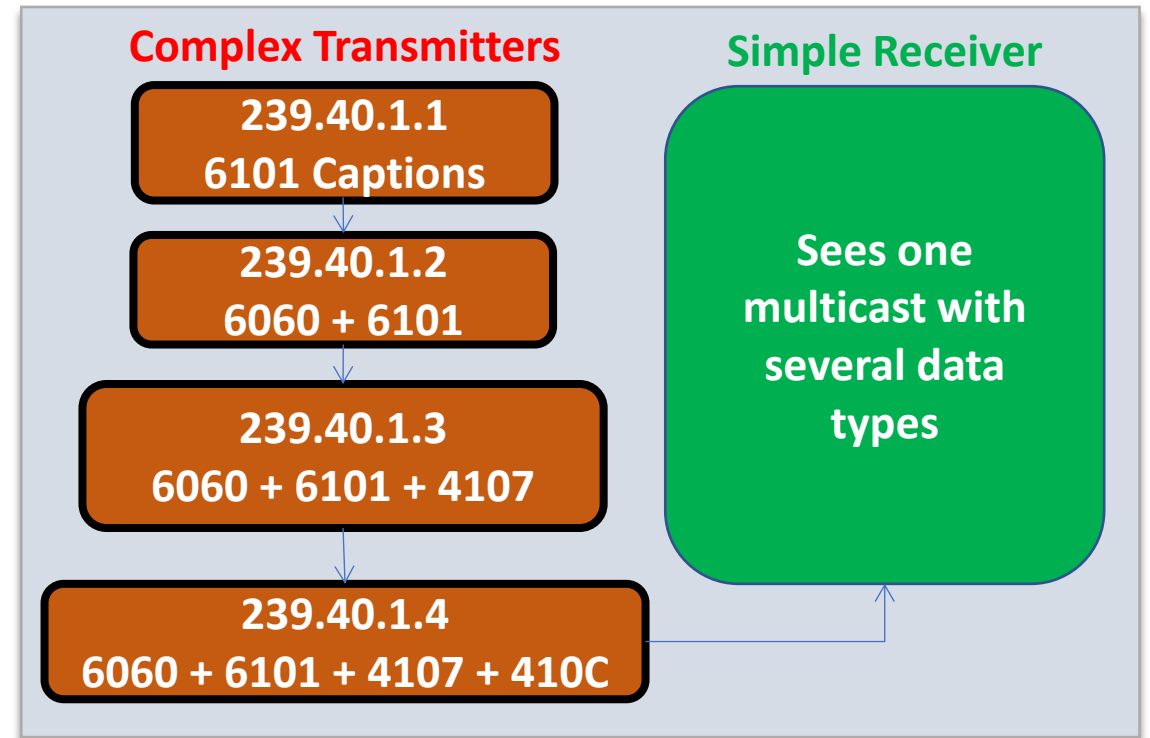 Complex Transmitters
239.40.1.1
6101 Captions
239.40.1.2
6060 + 6101
239.40.1.3
6060 + 6101 + 4107
239.40.1.4
6060 + 6101 + 4107 + 410C
Simple Receiver
Sees one
multicast with
several data
types